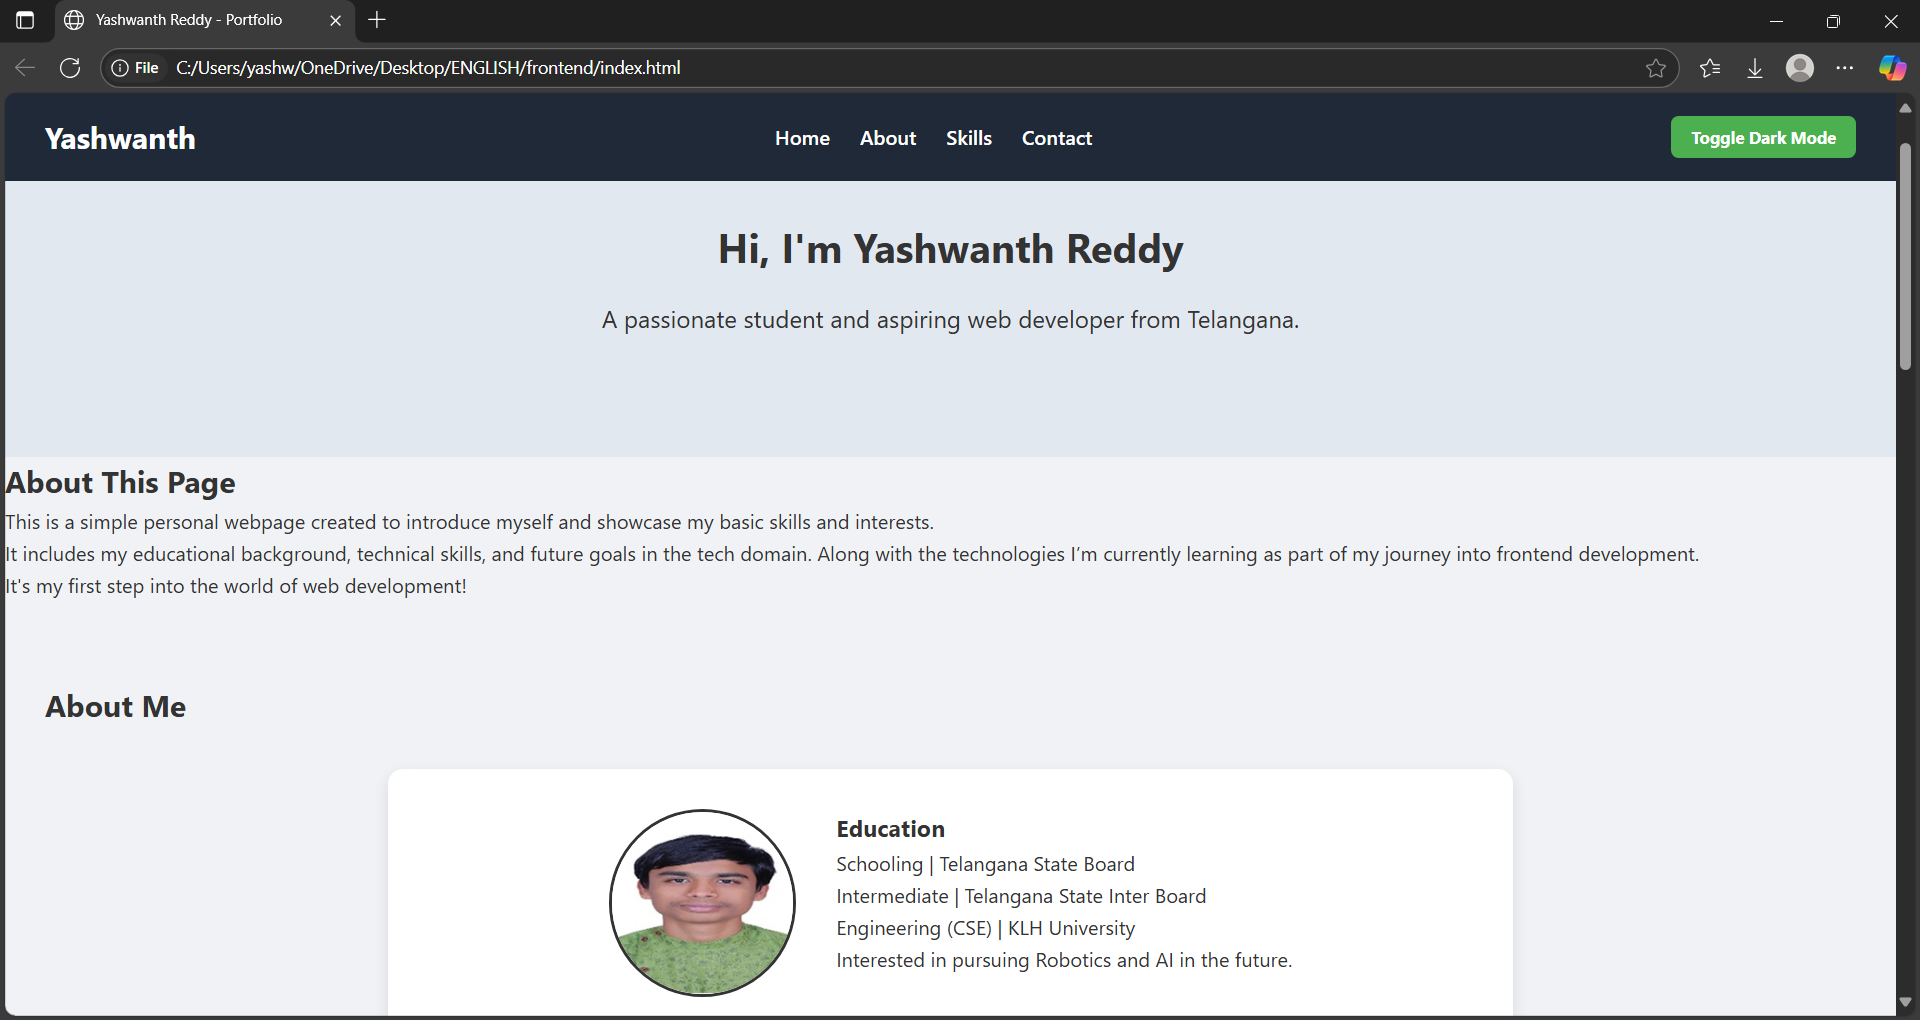 Yashwanth Reddy - Portfolio
File C:/Users/yashw/OneDrive/Desktop/ENGLISH/frontend/index.html
Yashwanth
Home About Skills Contact
Toggle Dark Mode
Hi, I'm Yashwanth Reddy
A passionate student and aspiring web developer from Telangana.
About This Page
This is a simple personal webpage created to introduce myself and showcase my basic skills and interests.
It includes my educational background, technical skills, and future goals in the tech domain. Along with the technologies I’m currently learning as part of my journey into frontend development.
It's my first step into the world of web development!
About Me
Education
Schooling | Telangana State Board
Intermediate | Telangana State Inter Board
Engineering (CSE) | KLH University
Interested in pursuing Robotics and AI in the future.